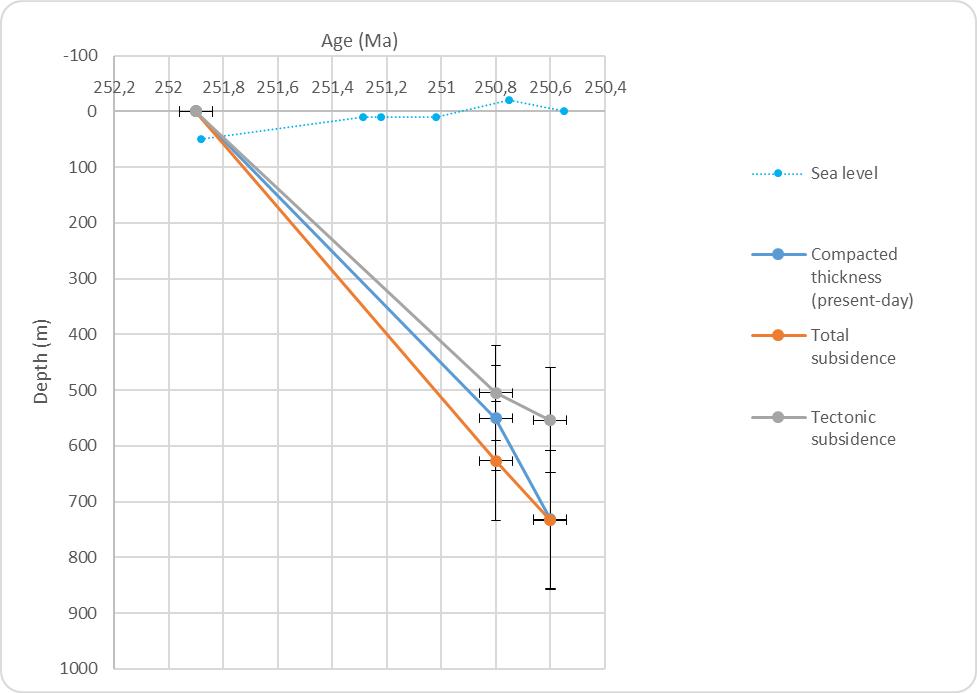 Age (Ma)
-100
252,2 252 251,8 251,6 251,4 251,2 251 250,8 250,6 250,4
0
100
200
300
400
500
600
700
800
900
1000
Depth (m)
Sea level
Compacted
thickness
(present-day)
Total
subsidence
Tectonic
subsidence